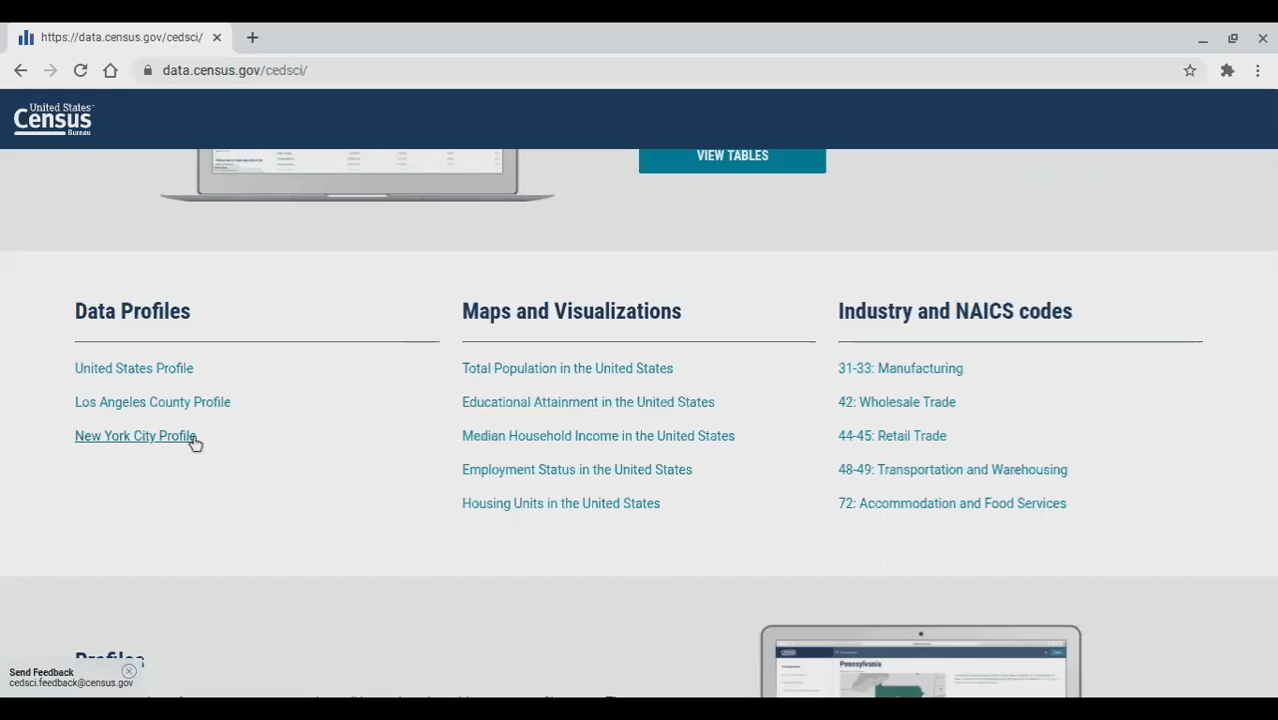 https://data.census.gov/cedsci/
data.census.gov/cedsci/
United States
Census
Bureau
VIEW TABLES
Data Profiles
United States Profile
Los Angeles County Profile
New York City Profile
Maps and Visualizations
Total Population in the United States
Educational Attainment in the United States
Median Household Income in the United States
Employment Status in the United States
Housing Units in the United States
Industry and NAICS codes
31-33: Manufacturing
42: Wholesale Trade
44-45: Retail Trade
48-49: Transportation and Warehousing
72: Accommodation and Food Services
Profiles
Send Feedback
cedsci.feedback@census.gov
Pennsylvania